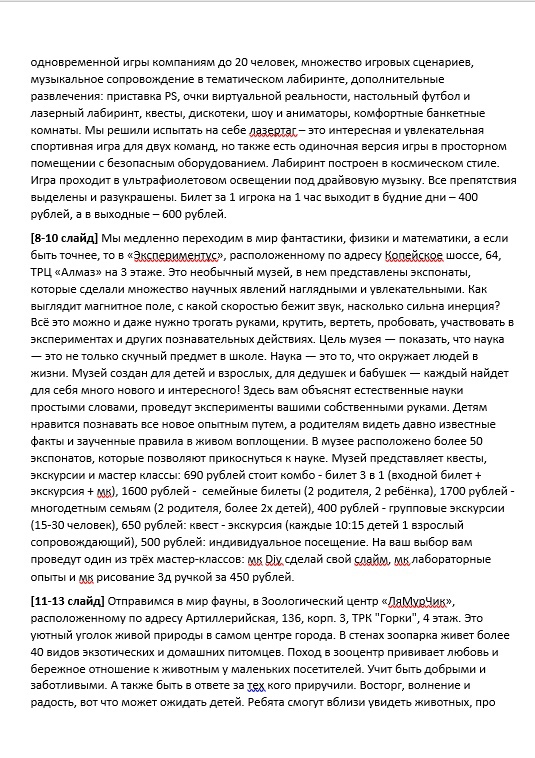 одновременной игры компаниям до 20 человек, множество игровых сценариев,
музыкальное сопровождение в тематическом лабиринте, дополнительные
развлечения: приставка PS, очки виртуальной реальности, настольный футбол и
лазерный лабиринт, квесты, дискотеки, шоу и аниматоры, комфортные банкетные
комнаты. Мы решили испытать на себе лазертаг – это интересная и увлекательная
спортивная игра для двух команд, но также есть одиночная версия игры в просторном
помещении с безопасным оборудованием. Лабиринт построен в космическом стиле.
Игра проходит в ультрафиолетовом освещении под драйвовую музыку. Все препятствия
выделены и разукрашены. Билет за 1 игрока на 1 час выходит в будние дни – 400
рублей, а в выходные – 600 рублей.
[8-10 слайд] Мы медленно переходим в мир фантастики, физики и математики, а если
быть точнее, то в «Экспериментус», расположенному по адресу Копейское шоссе, 64,
ТРЦ «Алмаз» на 3 этаже. Это необычный музей, в нем представлены экспонаты,
которые сделали множество научных явлений наглядными и увлекательными. Как
выглядит магнитное поле, с какой скоростью бежит звук, насколько сильна инерция?
Всё это можно и даже нужно трогать руками, крутить, вертеть, пробовать, участвовать в
экспериментах и других познавательных действиях. Цель музея — показать, что наука
— это не только скучный предмет в школе. Наука — это то, что окружает людей в
жизни. Музей создан для детей и взрослых, для дедушек и бабушек — каждый найдет
для себя много нового и интересного! Здесь вам объяснят естественные науки
простыми словами, проведут эксперименты вашими собственными руками. Детям
нравится познавать все новое опытным путем, а родителям видеть давно известные
факты и заученные правила в живом воплощении. В музее расположено более 50
экспонатов, которые позволяют прикоснуться к науке. Музей представляет квесты,
экскурсии и мастер классы: 690 рублей стоит комбо - билет 3 в 1 (входной билет +
экскурсия + мк), 1600 рублей - семейные билеты (2 родителя, 2 ребёнка), 1700 рублей -
многодетным семьям (2 родителя, более 2х детей), 400 рублей - групповые экскурсии
(15-30 человек), 650 рублей: квест - экскурсия (каждые 10:15 детей 1 взрослый
сопровождающий), 500 рублей: индивидуальное посещение. На ваш выбор вам
проведут один из трёх мастер-классов: мк Diy сделай свой слайм, мк лабораторные
опыты и мк рисование 3д ручкой за 450 рублей.
[11-13 слайд] Отправимся в мир фауны, в Зоологический центр «ЛяМурЧик»,
расположенному по адресу Артиллерийская, 136, корп. 3, ТРК "Горки", 4 этаж. Это
уютный уголок живой природы в самом центре города. В стенах зоопарка живет более
40 видов экзотических и домашних питомцев. Поход в зооцентр прививает любовь и
бережное отношение к животным у маленьких посетителей. Учит быть добрыми и
заботливыми. А также быть в ответе за тех кого приручили. Восторг, волнение и
радость, вот что может ожидать детей. Ребята смогут вблизи увидеть животных, про